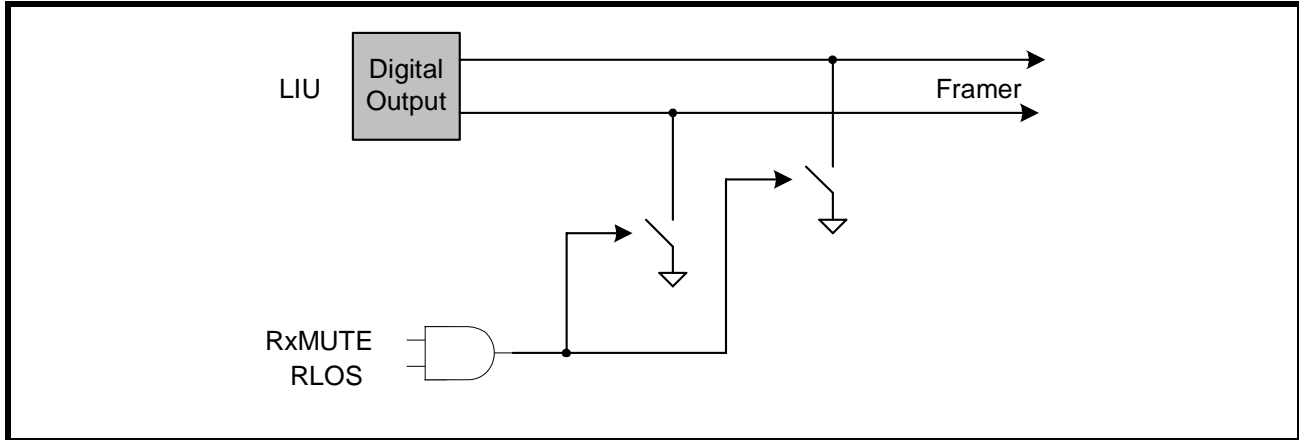 LIU
Digital
Output
Framer
RxMUTE
RLOS